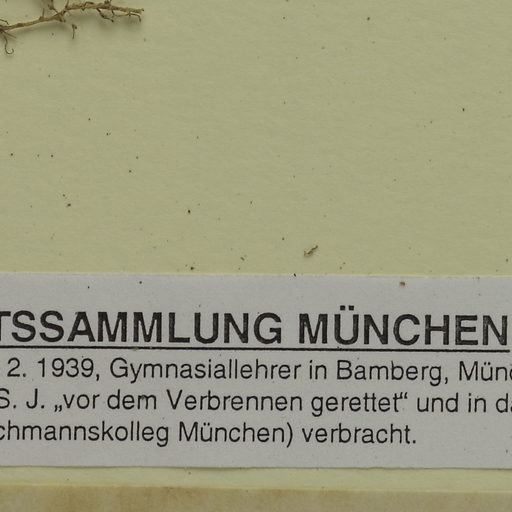 TSSAMMLUNG MÜNCHEN
2. 1939, Gymnasiallehrer in Bamberg, Münc
S. J. „vor dem Verbrennen gerettet“ und in da
chmannskolleg München) verbracht.